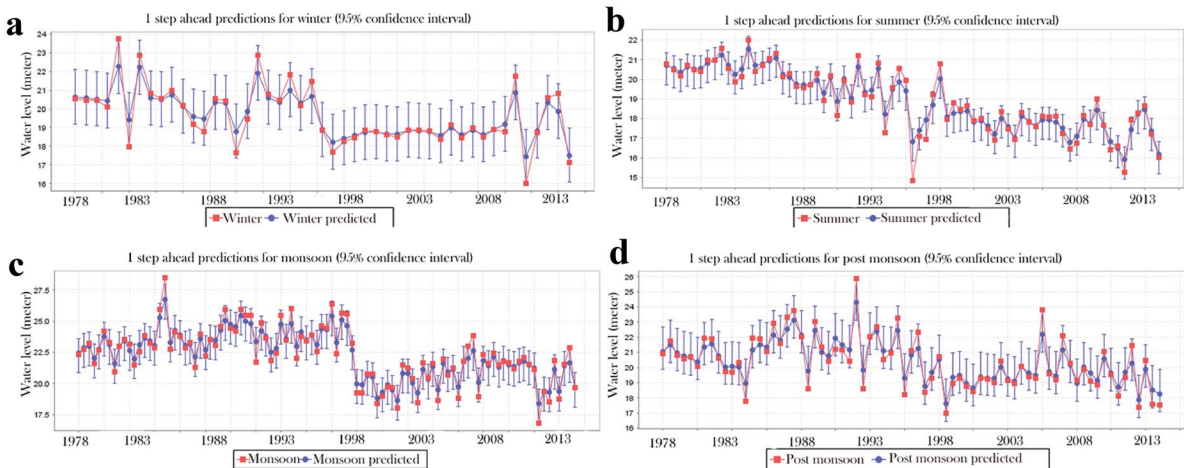 a
1 step ahead predictions for winter (95% confidence interval)
Water level (meter)
24
23
22
21
20
19
18
17
16
1978 1983 1988 1993 1998 2003 2008 2013
Winter Winter predicted
b
1 step ahead predictions for summer (95% confidence interval)
Water level (meter)
22
21
20
19
18
17
16
15
1978 1983 1988 1993 1998 2003 2008 2013
Summer Summer predicted
c
1 step ahead predictions for monsoon (95% confidence interval)
Water level (meter)
27.5
25.0
22.5
20.0
17.5
1978 1983 1988 1993 1998 2003 2008 2013
Monsoon Monsoon predicted
d
1 step ahead predictions for post monsoon (95% confidence interval)
Water level (meter)
26
25
24
23
22
21
20
19
18
17
16
1978 1983 1988 1993 1998 2003 2008 2013
Post monsoon Post monsoon predicted